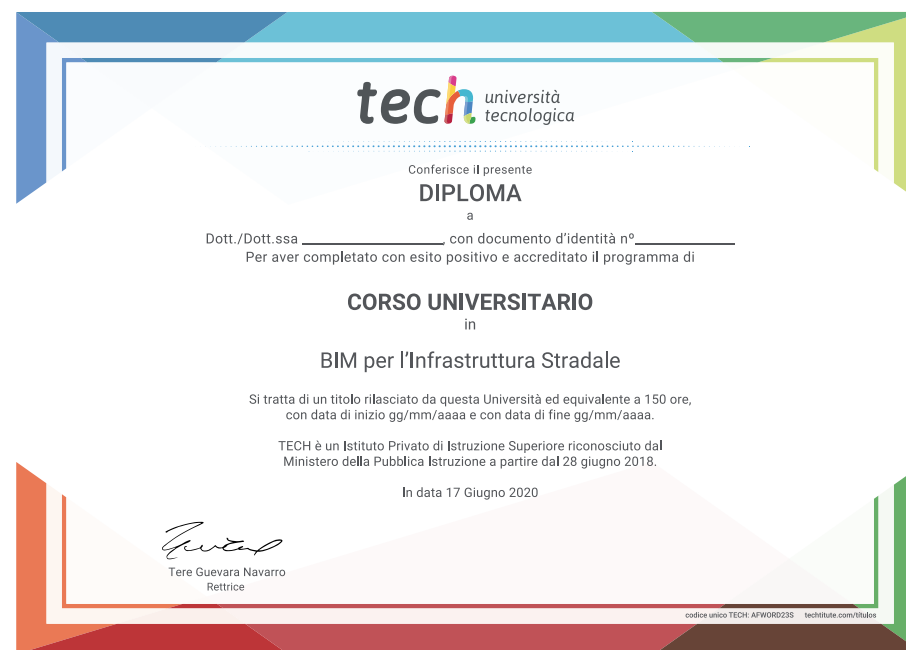 tech università
tecnologica
Conferisce il presente
DIPLOMA
a
Dott./Dott.ssa ____________________, con documento d'identità nº______________
Per aver completato con esito positivo e accreditato il programma di
CORSO UNIVERSITARIO
in
BIM per l'Infrastruttura Stradale
Si tratta di un titolo rilasciato da questa Università ed equivalente a 150 ore,
con data di inizio gg/mm/aaaa e con data di fine gg/mm/aaaa.
TECH è un Istituto Privato di Istruzione Superiore riconosciuto dal
Ministero della Pubblica Istruzione a partire dal 28 giugno 2018.
In data 17 Giugno 2020
Tere Guevara Navarro
Rettrice
codice unico TECH: AFWORD23S techtitute.com/titulos